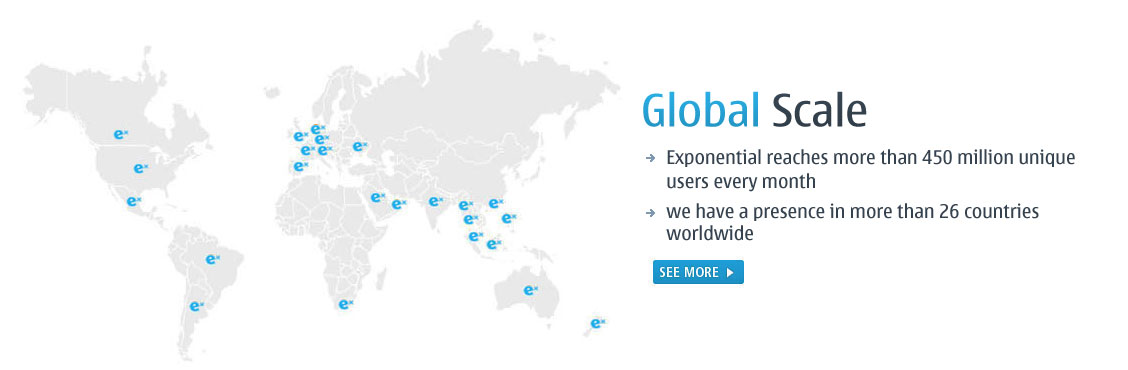 Global Scale
Exponential reaches more than 450 million unique
users every month
we have a presence in more than 26 countries
worldwide
SEE MORE